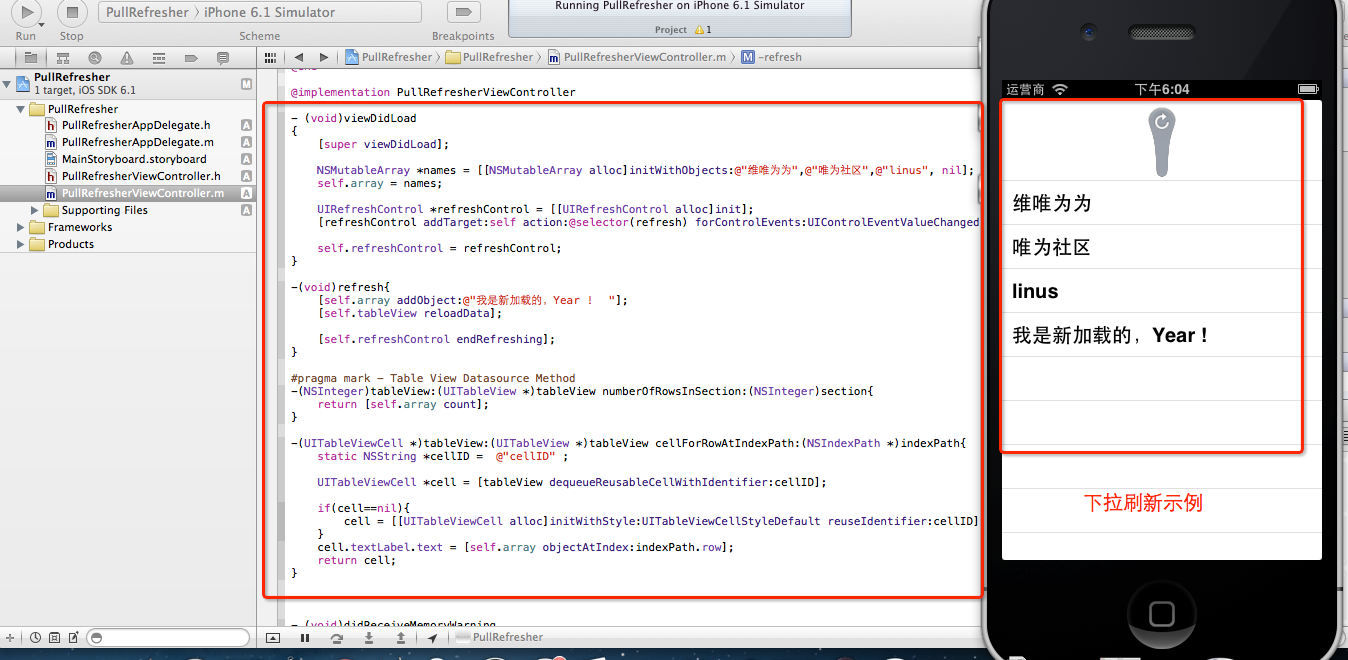 PullRefresher 〉iPhone 6.1 Simulator
Running PullRefresher on iPhone 6.1 Simulator
Project 1
Run Stop Scheme Breakpoints
PullRefresher 〉PullRefresher 〉PullRefresherViewController.m 〉M -refresh
PullRefresher
1 target, iOS SDK 6.1
M
PullRefresher
h PullRefresherAppDelegate.h A
m PullRefresherAppDelegate.m A
MainStoryboard.storyboard A
h PullRefresherViewController.h A
m PullRefresherViewController.m A
Supporting Files A
Frameworks
Products
@implementation PullRefresherViewController
- (void)viewDidLoad
{
[super viewDidLoad];
NSMutableArray *names = [[NSMutableArray alloc]initWithObjects:@"维唯为为",@"唯为社区",@"linus", nil];
self.array = names;
UIRefreshControl *refreshControl = [[UIRefreshControl alloc]init];
[refreshControl addTarget:self action:@selector(refresh) forControlEvents:UIControlEventValueChanged
self.refreshControl = refreshControl;
}
-(void)refresh{
[self.array addObject:@"我是新加载的，Year ！ "];
[self.tableView reloadData];
[self.refreshControl endRefreshing];
}
#pragma mark - Table View Datasource Method
-(NSInteger)tableView:(UITableView *)tableView numberOfRowsInSection:(NSInteger)section{
return [self.array count];
}
-(UITableViewCell *)tableView:(UITableView *)tableView cellForRowAtIndexPath:(NSIndexPath *)indexPath{
static NSString *cellID = @"cellID" ;
UITableViewCell *cell = [tableView dequeueReusableCellWithIdentifier:cellID];
if(cell==nil){
cell = [[UITableViewCell alloc]initWithStyle:UITableViewCellStyleDefault reuseIdentifier:cellID]
}
cell.textLabel.text = [self.array objectAtIndex:indexPath.row];
return cell;
}
- (void)didReceiveMemoryWarning
PullRefresher
运营商 下午6:04
维唯为为
唯为社区
linus
我是新加载的，Year！
下拉刷新示例